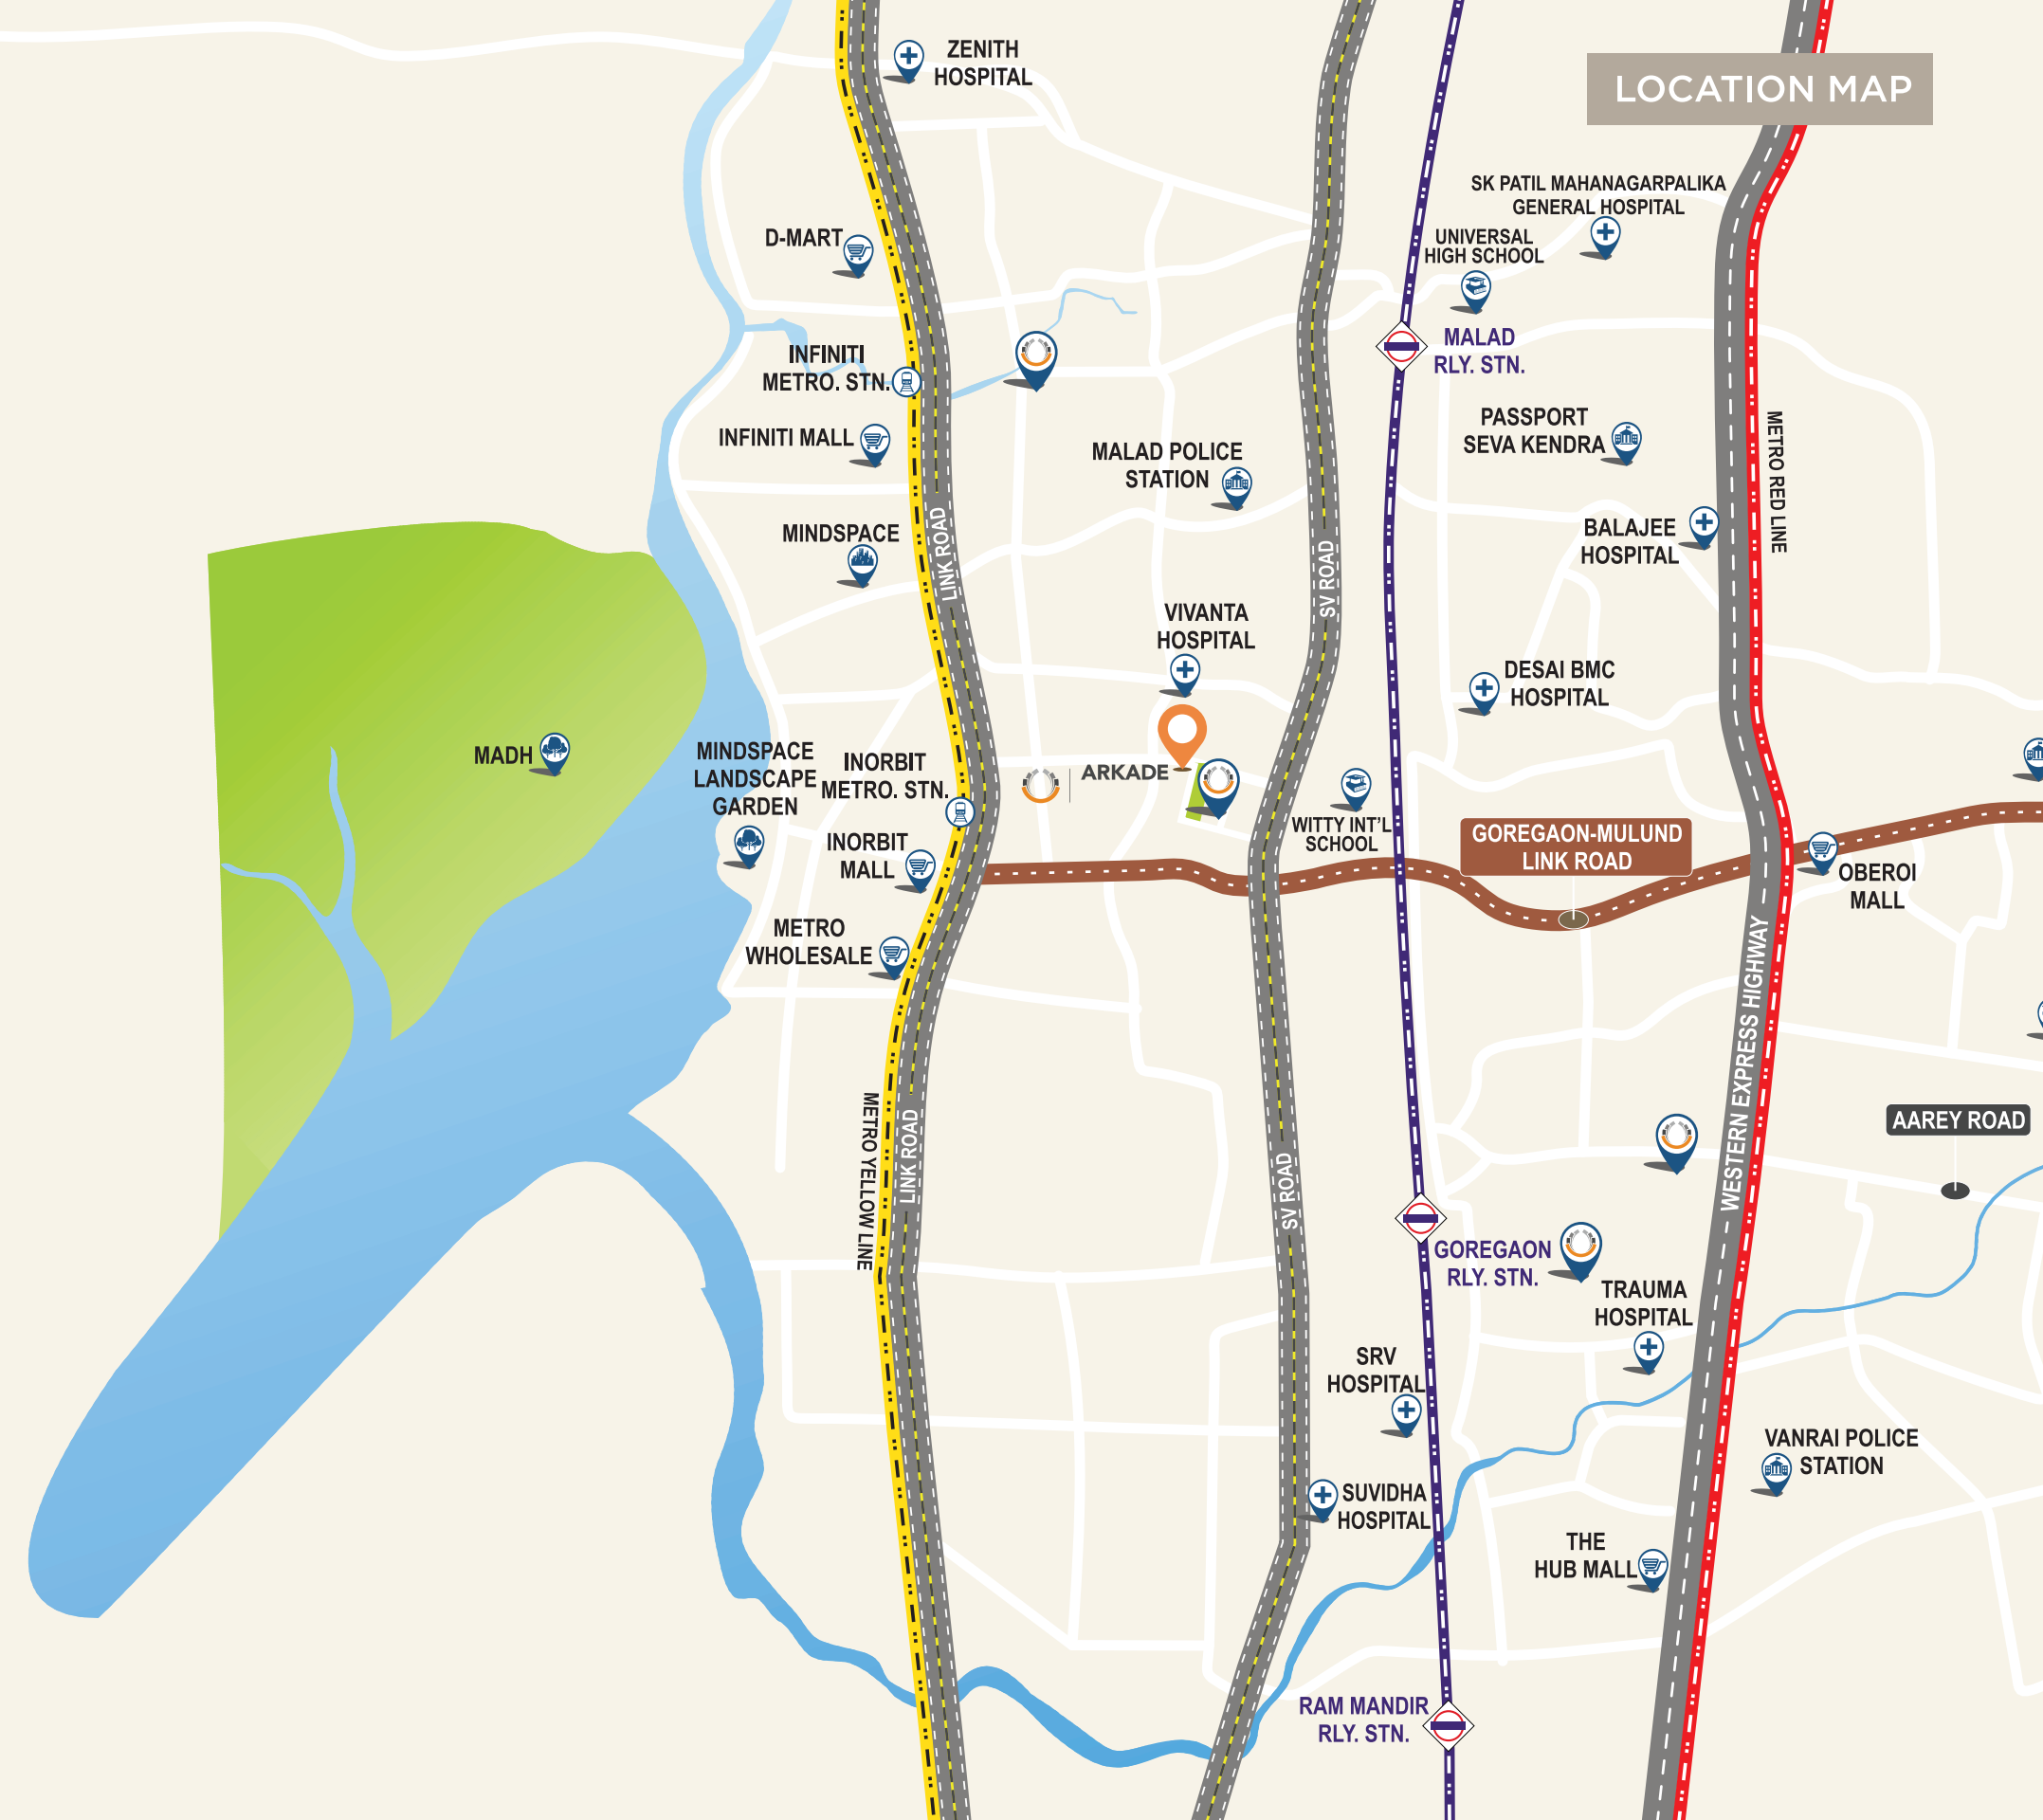 ZENITH
HOSPITAL
LOCATION MAP
SK PATIL MAHANAGARPALIKA
GENERAL HOSPITAL
D-MART
UNIVERSAL
HIGH SCHOOL
INFINITI
METRO. STN.
MALAD
RLY. STN.
INFINITI MALL
PASSPORT
SEVA KENDRA
METRO RED LINE
MALAD POLICE
STATION
MINDSPACE
LINK ROAD
SV ROAD
BALAJEE
HOSPITAL
VIVANTA
HOSPITAL
DESAI BMC
HOSPITAL
MADH
MINDSPACE
LANDSCAPE
GARDEN
INORBIT
METRO. STN.
ARKADE
WITTY INT'L
SCHOOL
GOREGAON-MULUND
LINK ROAD
INORBIT
MALL
OBEROI
MALL
METRO
WHOLESALE
WESTERN EXPRESS HIGHWAY
METRO YELLOW LINE
LINK ROAD
SV ROAD
AAREY ROAD
GOREGAON
RLY. STN.
TRAUMA
HOSPITAL
SRV
HOSPITAL
VANRAI POLICE
STATION
SUVIDHA
HOSPITAL
THE
HUB MALL
RAM MANDIR
RLY. STN.